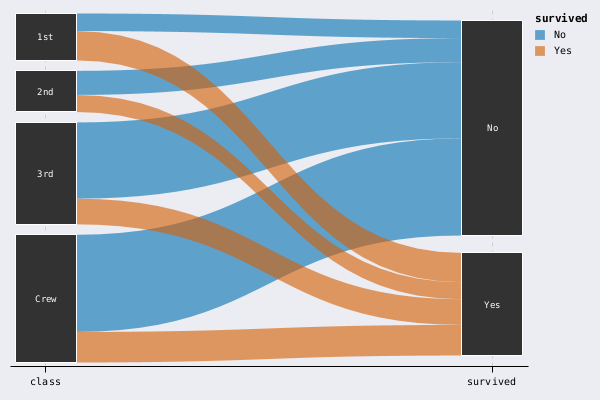 survived
No
Yes
1st
2nd
3rd
Crew
No
Yes
class
survived